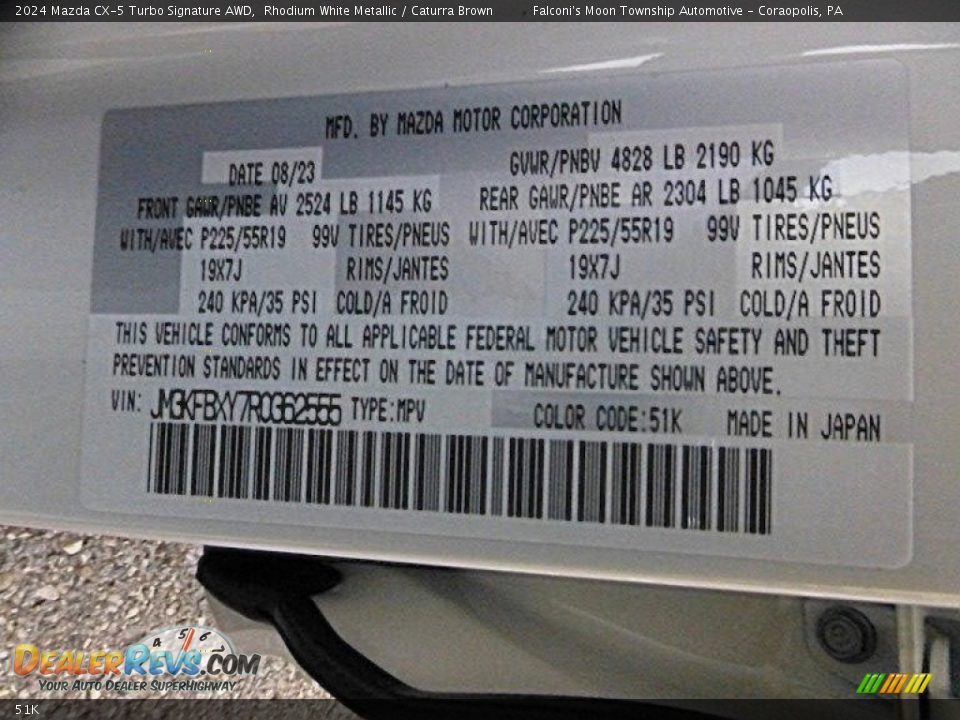 2024 Mazda CX-5 Turbo Signature AWD, Rhodium White Metallic / Caturra Brown Falconi's Moon Township Automotive - Coraopolis, PA
MFD. BY MAZDA MOTOR CORPORATION
DATE 08/23 GVWR/PNBV 4828 LB 2190 KG
FRONT GAWR/PNBE AV 2524 LB 1145 KG REAR GAWR/PNBE AR 2304 LB 1045 KG
WITH/AVEC P225/55R19 99V TIRES/PNEUS WITH/AVEC P225/55R19 99V TIRES/PNEUS
19X7J RIMS/JANTES 19X7J RIMS/JANTES
240 KPA/35 PSI COLD/A FROID 240 KPA/35 PSI COLD/A FROID
THIS VEHICLE CONFORMS TO ALL APPLICABLE FEDERAL MOTOR VEHICLE SAFETY AND THEFT
PREVENTION STANDARDS IN EFFECT ON THE DATE OF MANUFACTURE SHOWN ABOVE.
VIN: JM3KFBXY7R0362555 TYPE:MPV COLOR CODE:51K MADE IN JAPAN
4 5 6
DEALERREVS.COM
YOUR AUTO DEALER SUPERHIGHWAY
51K